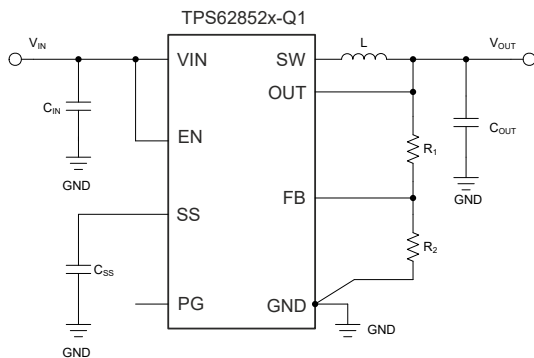 TPS62852x-Q1
V_IN
VIN
SW
L
V_OUT
OUT
C_IN
EN
C_OUT
R_1
GND
GND
SS
FB
R_2
C_SS
PG
GND
GND
GND